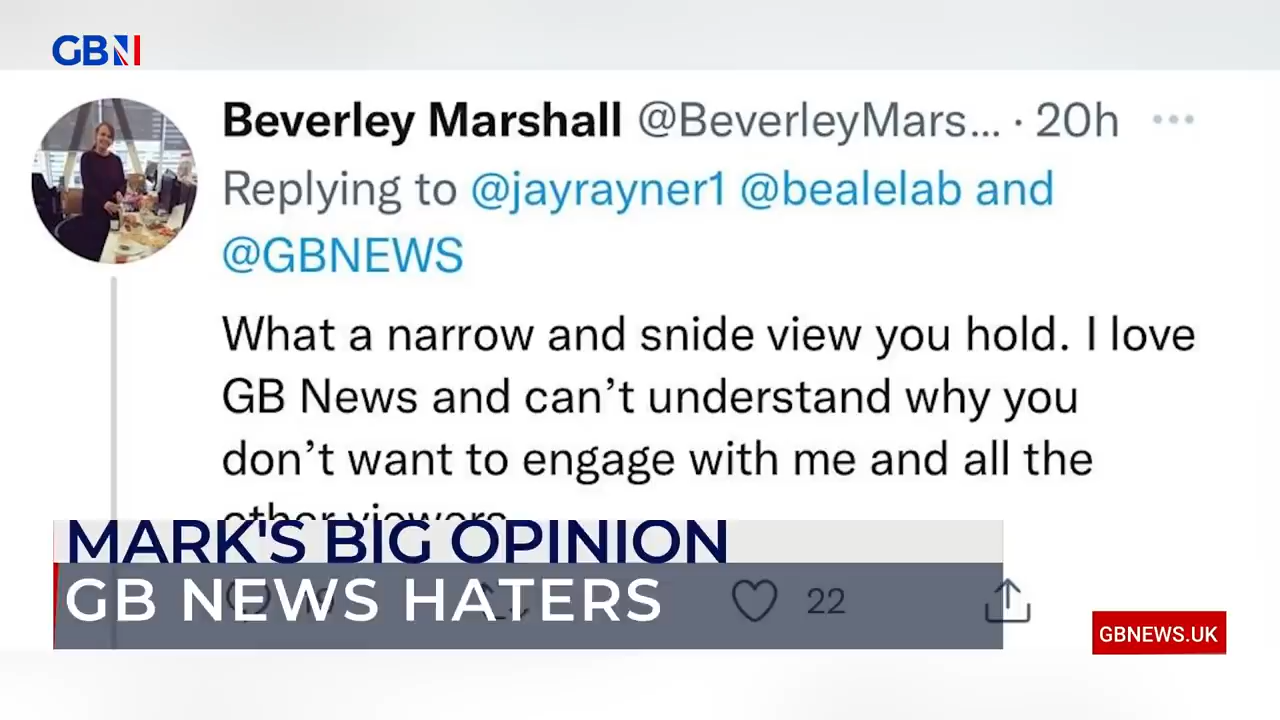 GBN
Beverley Marshall @BeverleyMars... · 20h
Replying to @jayrayner1 @bealelab and
@GBNEWS
What a narrow and snide view you hold. I love
GB News and can’t understand why you
don’t want to engage with me and all the
other viewers
MARK'S BIG OPINION
GB NEWS HATERS
22
GBNEWS.UK